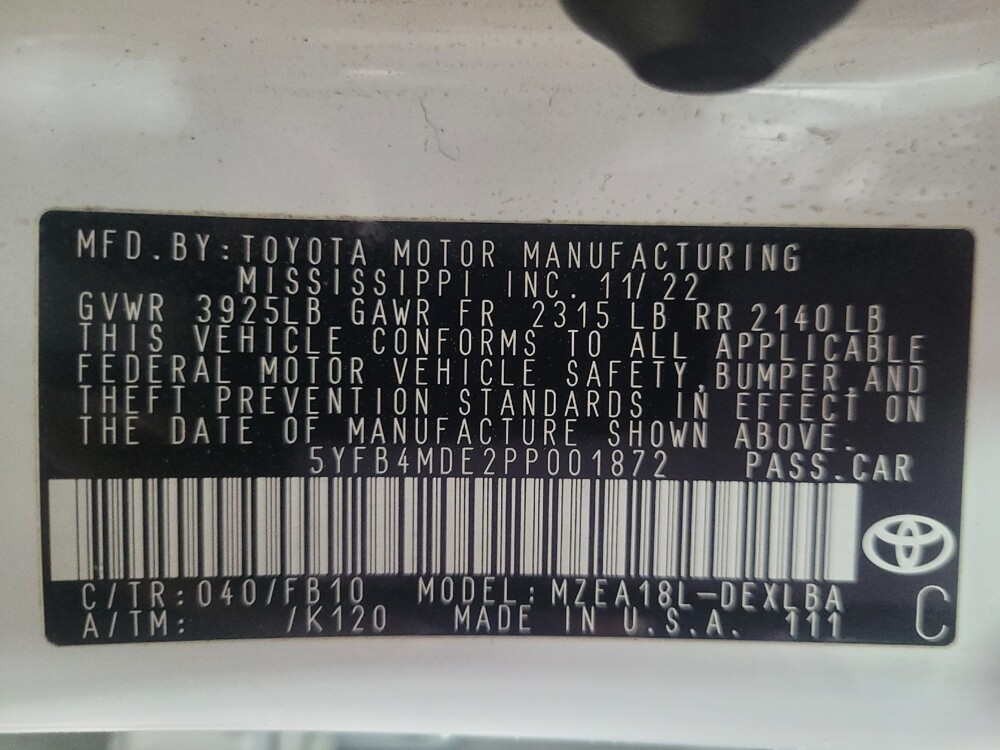 MFD.BY:TOYOTA MOTOR MANUFACTURING
MISSISSIPPI INC. 11/22
GVWR 3925LB GAWR FR 2315 LB RR 2140 LB
THIS VEHICLE CONFORMS TO ALL APPLICABLE
FEDERAL MOTOR VEHICLE SAFETY,BUMPER,AND
THEFT PREVENTION STANDARDS IN EFFECT ON
THE DATE OF MANUFACTURE SHOWN ABOVE.
5YFB4MDE2PP001872 PASS.CAR
C/TR:040/FB10 MODEL:MZEA18L-DEXLBA
A/TM: /K120 MADE IN U.S.A. 111 C